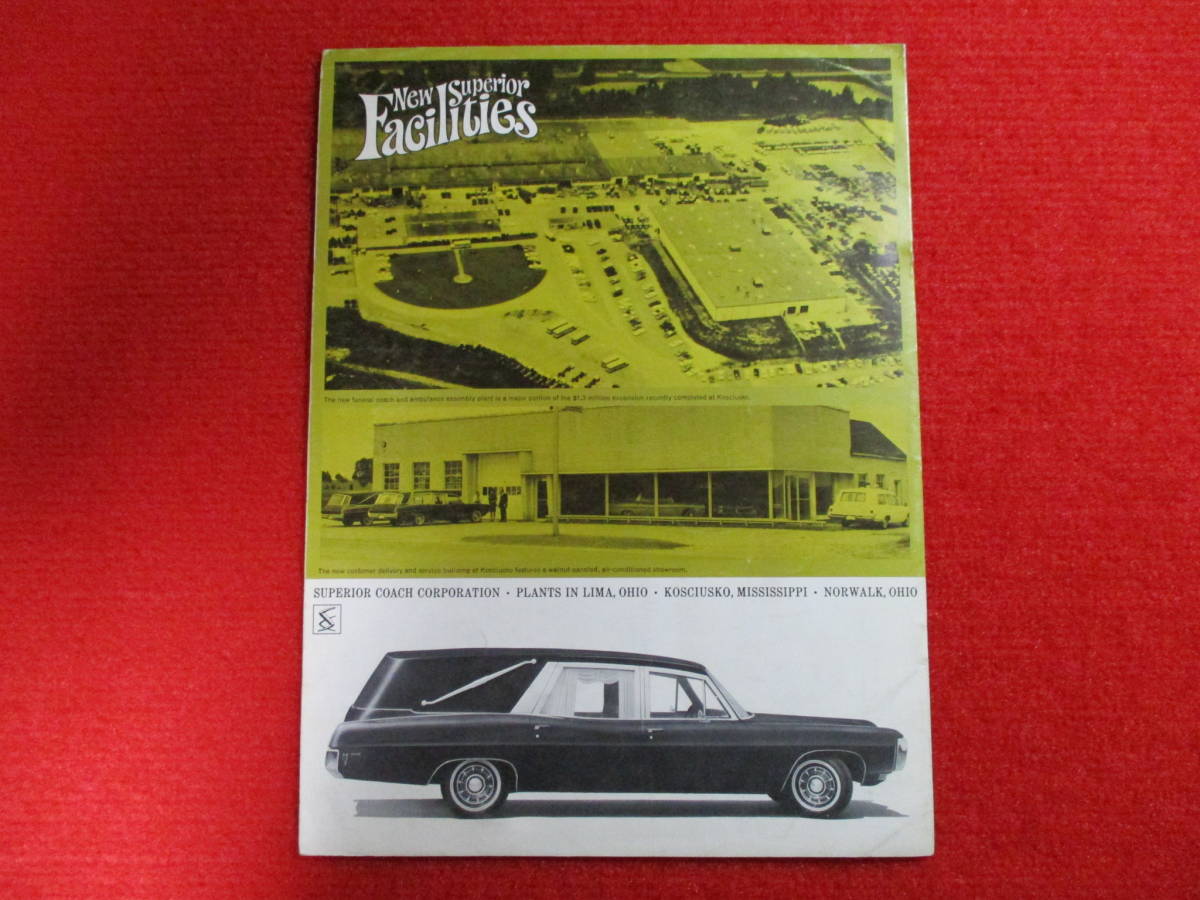 New Superior
Facilities
The new funeral coach and ambulance assembly plant is a major portion of the $1.3 million expansion recently completed at Kosciusko.
The new customer delivery and service building at Kosciusko features a walnut paneled, air-conditioned showroom.
SUPERIOR COACH CORPORATION · PLANTS IN LIMA, OHIO · KOSCIUSKO, MISSISSIPPI · NORWALK, OHIO